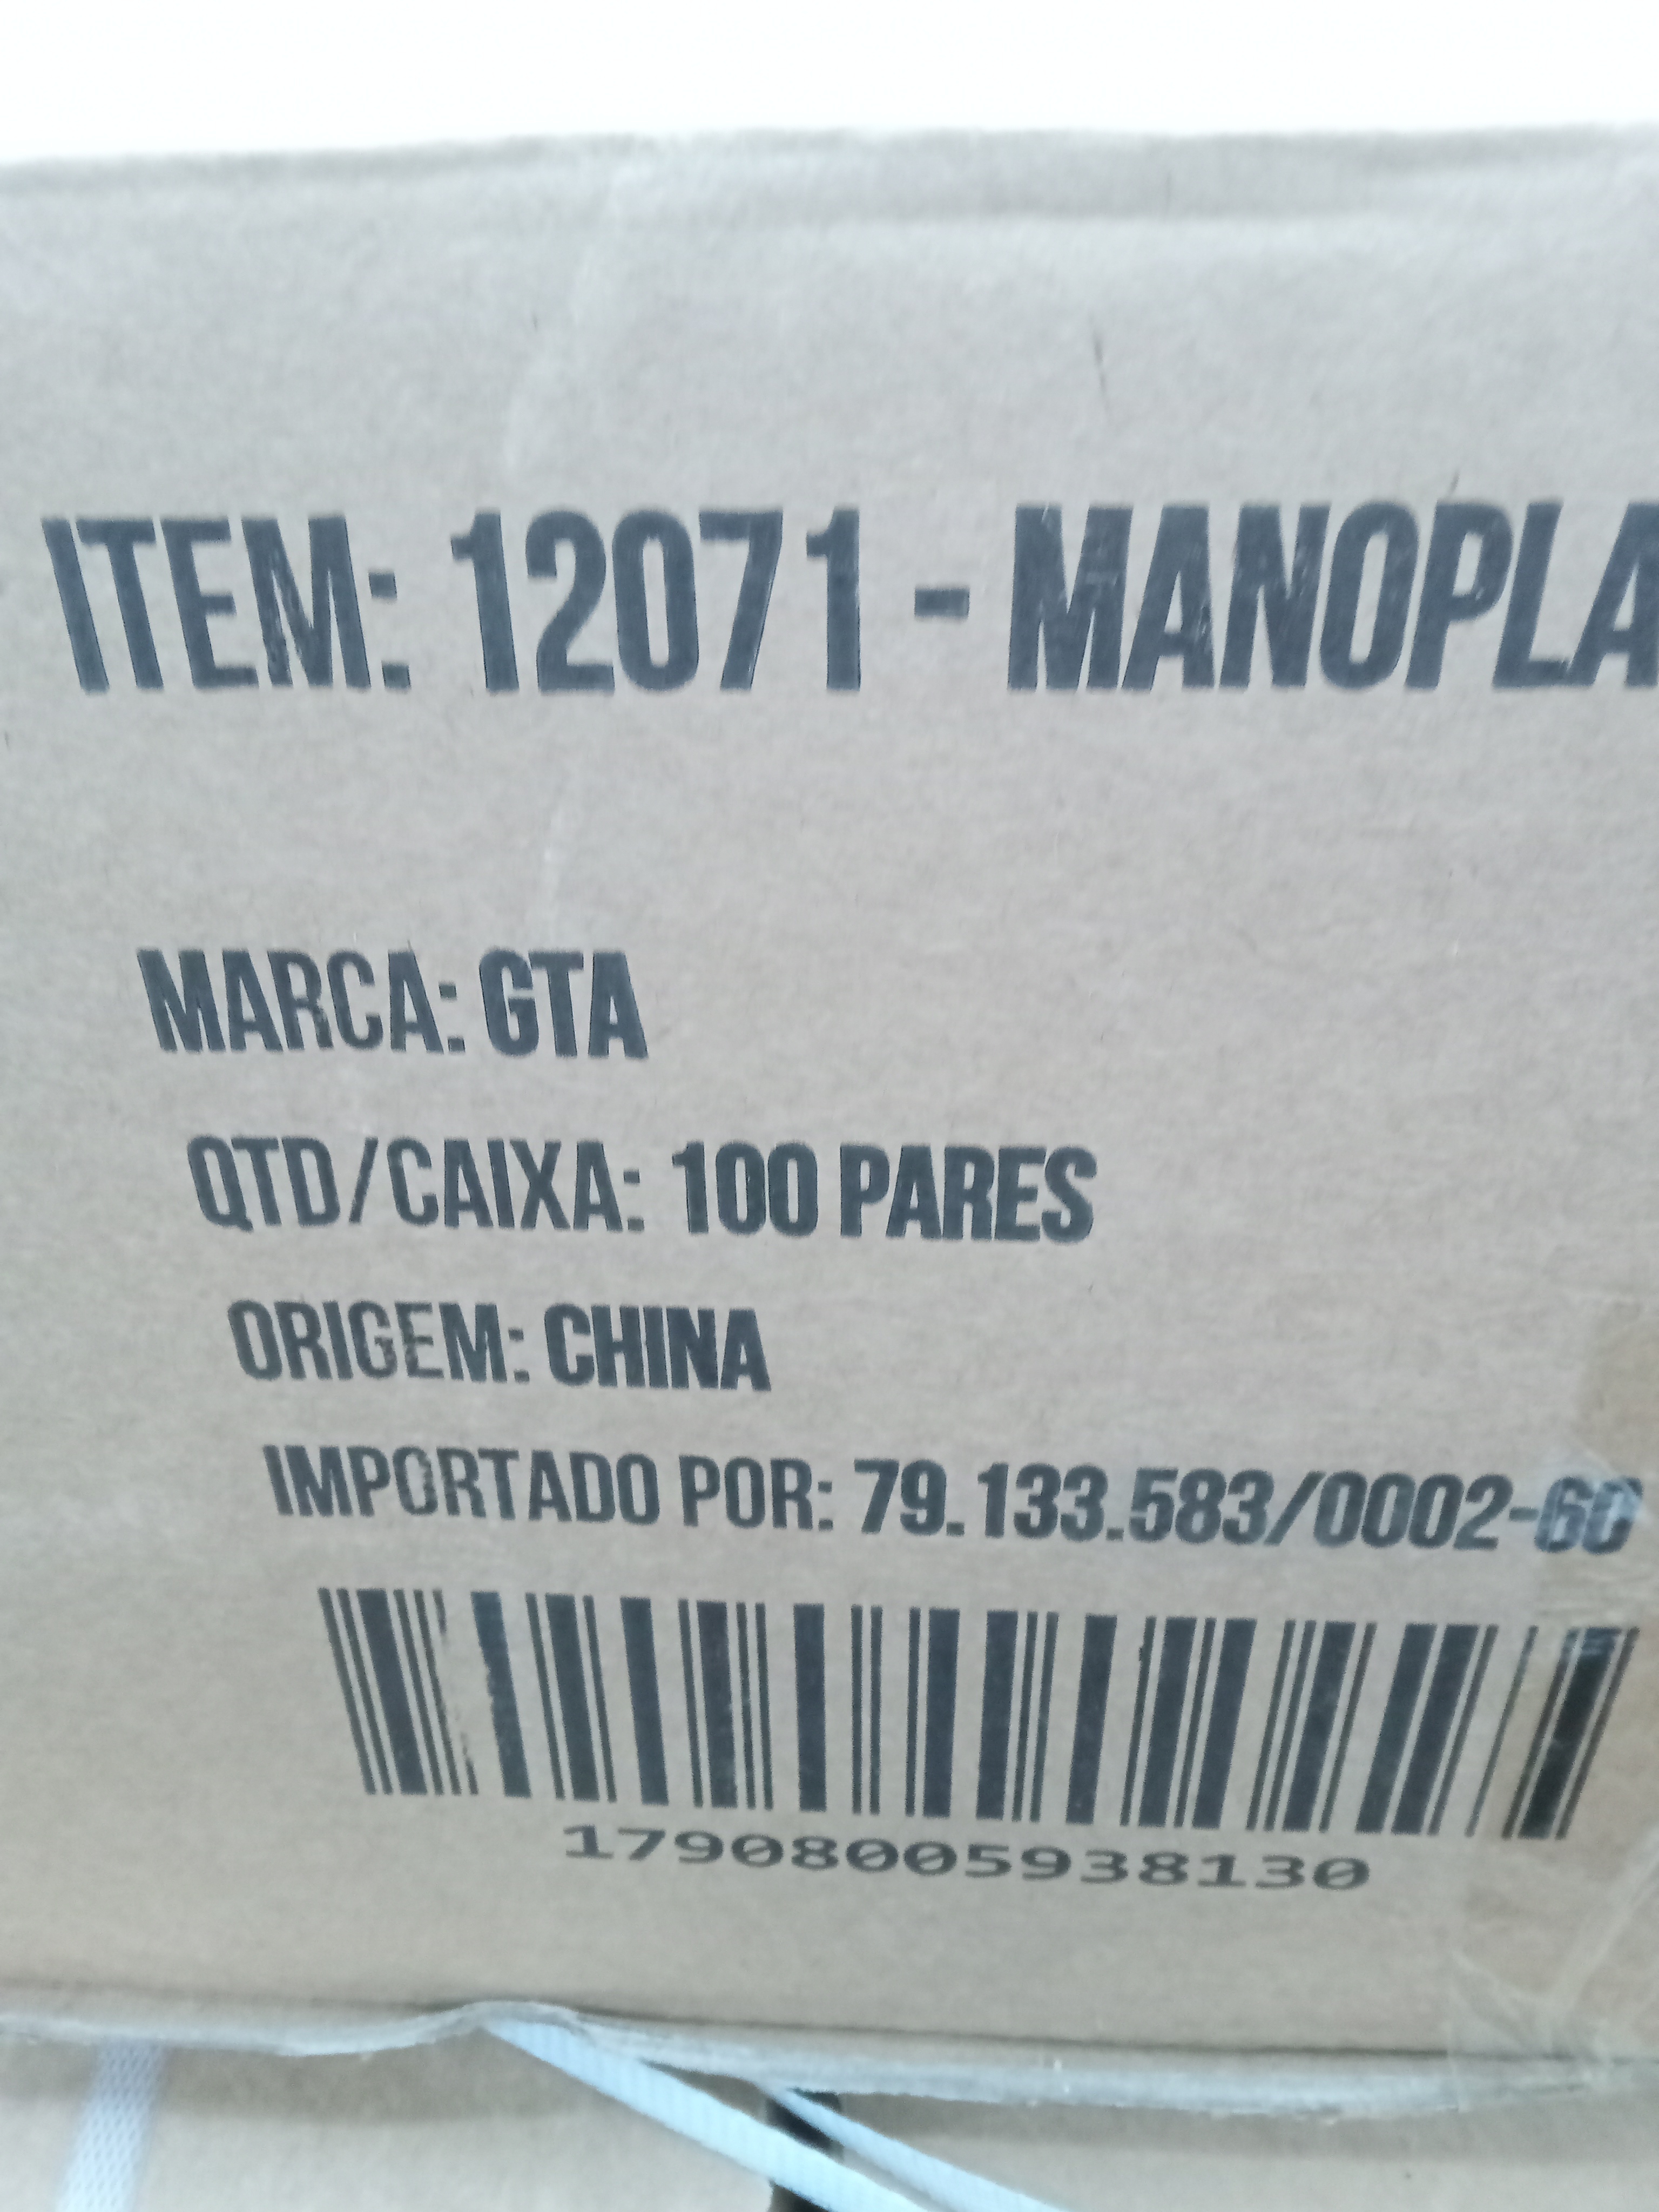 ITEM: 12071 - MANOPLA
MARCA: GTA
QTD/CAIXA: 100 PARES
ORIGEM: CHINA
IMPORTADO POR: 79.133.583/0002-60
17908005938130